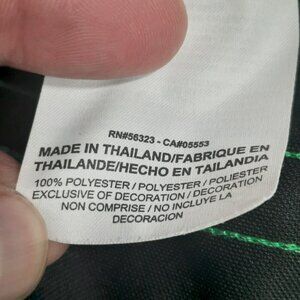 RN#56323 - CA#05553
MADE IN THAILAND/FABRIQUE EN
THAILANDE/HECHO EN TAILANDIA
100% POLYESTER / POLYESTER / POLIESTER
EXCLUSIVE OF DECORATION / DECORATION
NON COMPRISE / NO INCLUYE LA
DECORACION